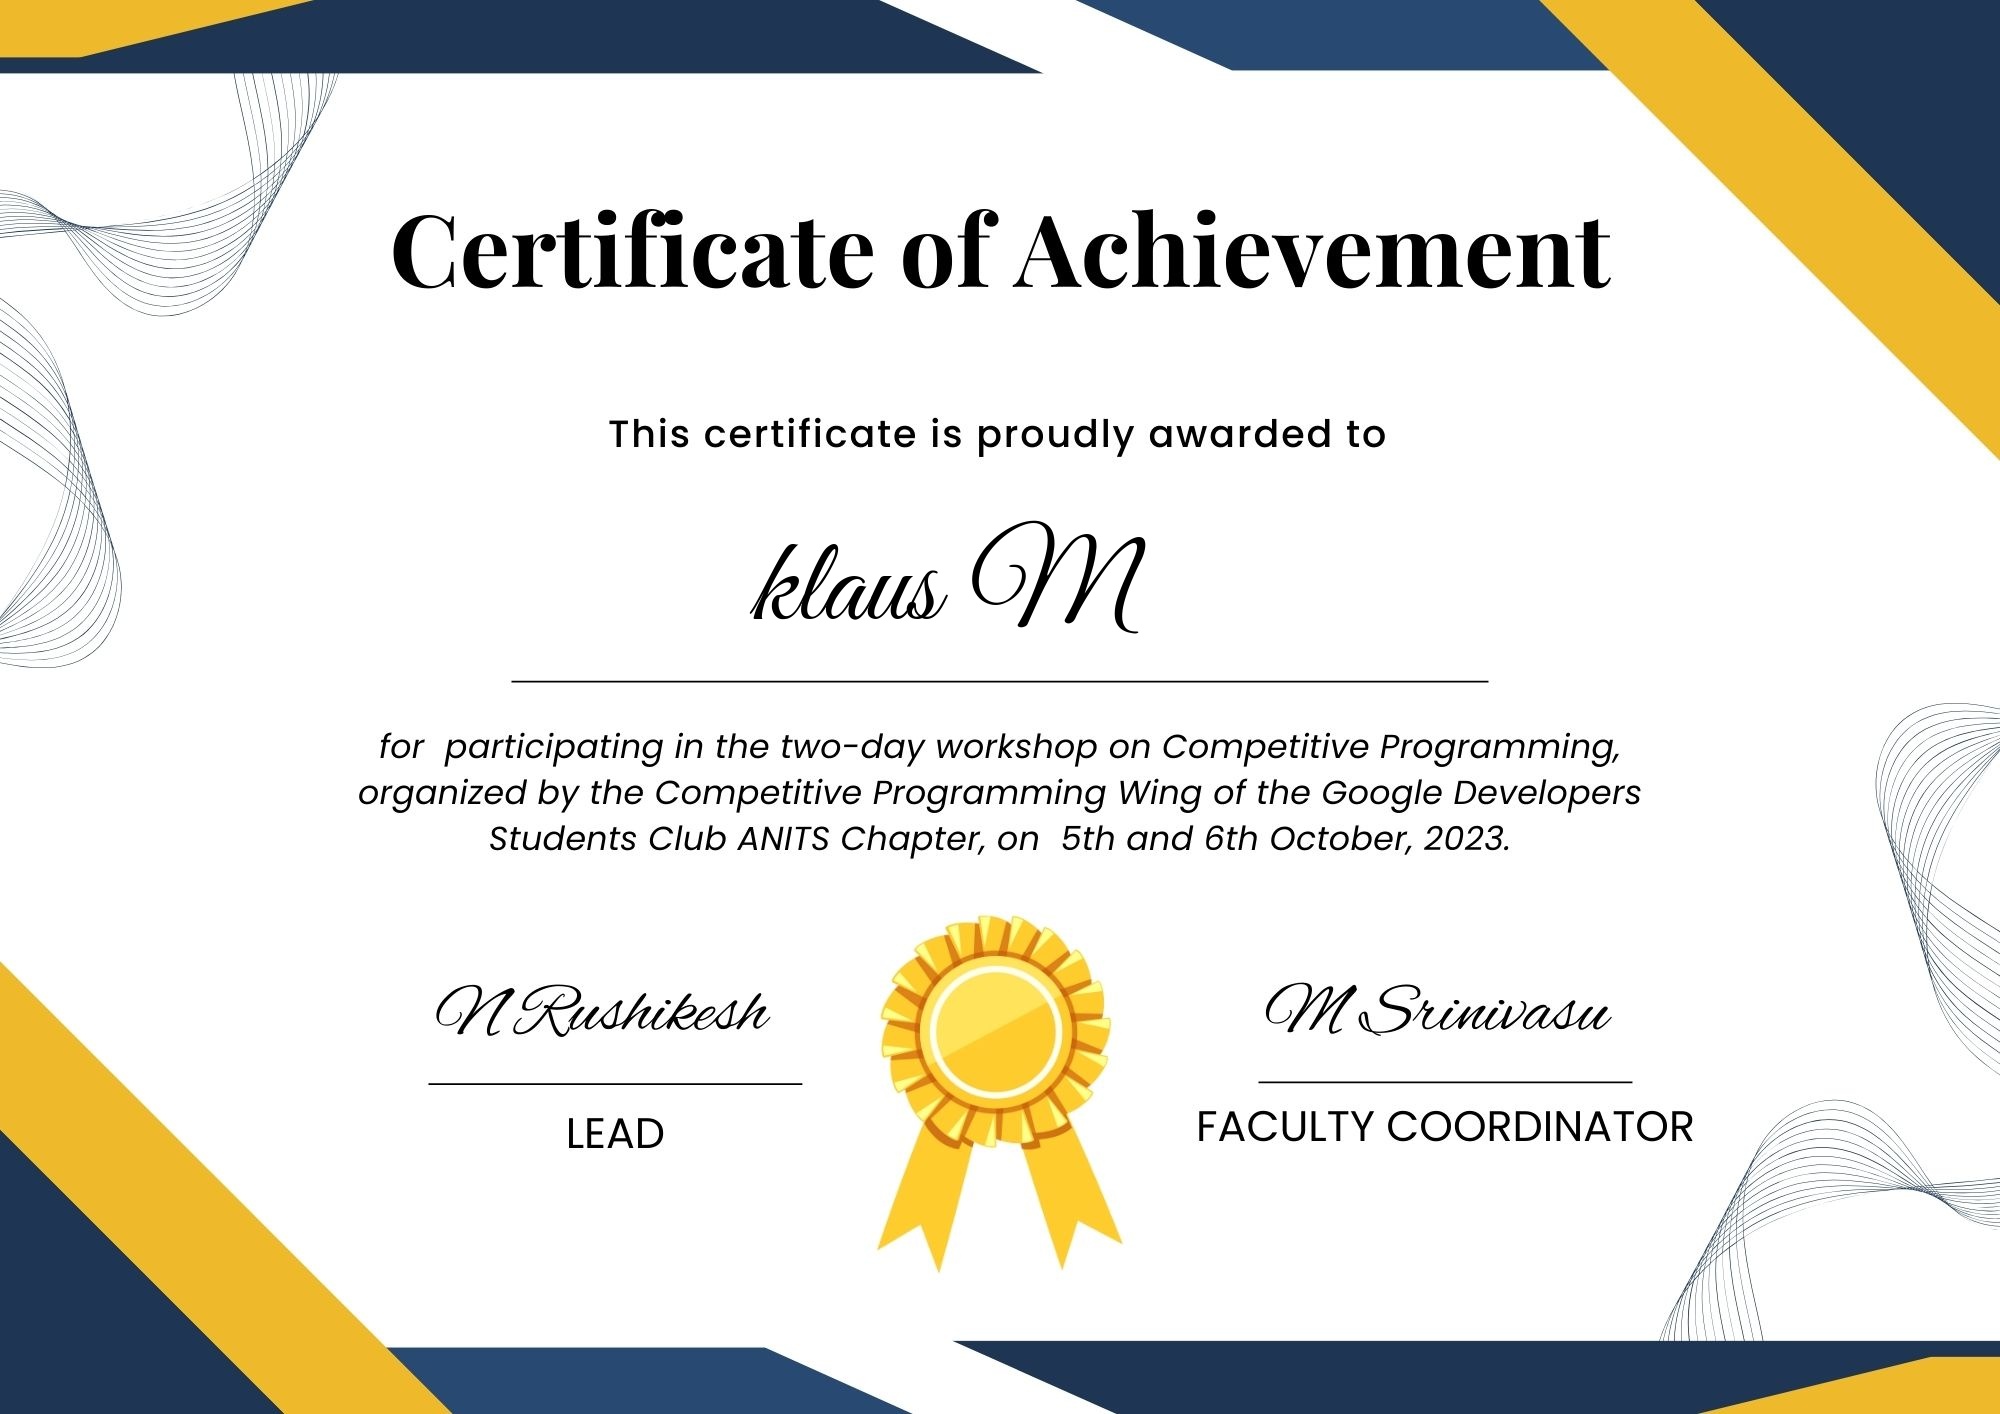 Certificate of Achievement
This certificate is proudly awarded to
klaus M
for  participating in the two-day workshop on Competitive Programming,
organized by the Competitive Programming Wing of the Google Developers
Students Club ANITS Chapter, on  5th and 6th October, 2023.
N Rushikesh
LEAD
M Srinivasu
FACULTY COORDINATOR